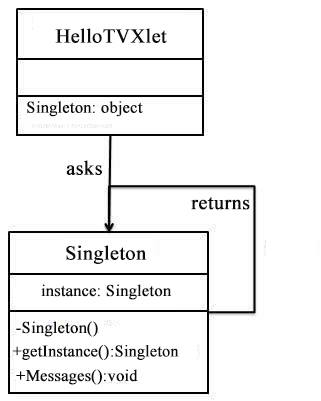 HelloTVXlet
Singleton: object
asks
returns
Singleton
instance: Singleton
-Singleton()
+getInstance():Singleton
+Messages():void